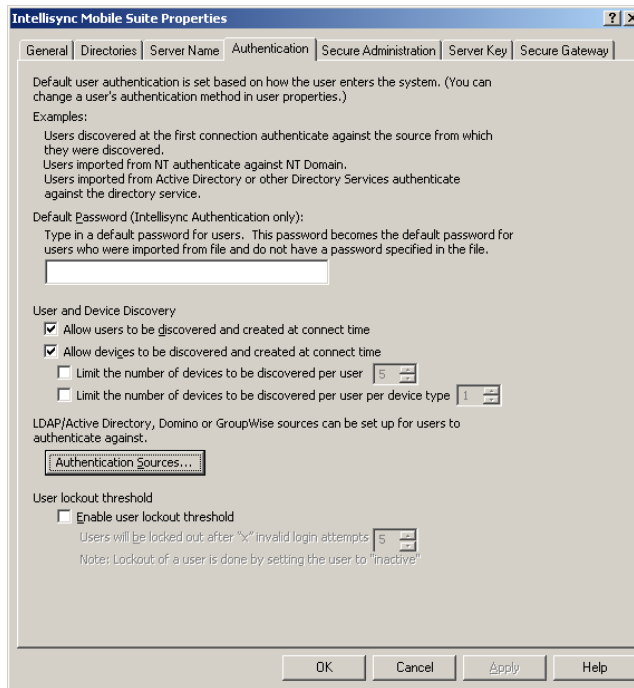 Intellisync Mobile Suite Properties
General Directories Server Name Authentication Secure Administration Server Key Secure Gateway
Default user authentication is set based on how the user enters the system. (You can
change a user's authentication method in user properties.)
Examples:
Users discovered at the first connection authenticate against the source from which
they were discovered.
Users imported from NT authenticate against NT Domain.
Users imported from Active Directory or other Directory Services authenticate
against the directory service.
Default Password (Intellisync Authentication only):
Type in a default password for users. This password becomes the default password for
users who were imported from file and do not have a password specified in the file.
User and Device Discovery
Allow users to be discovered and created at connect time
Allow devices to be discovered and created at connect time
Limit the number of devices to be discovered per user 5
Limit the number of devices to be discovered per user per device type 1
LDAP/Active Directory, Domino or GroupWise sources can be set up for users to
authenticate against.
Authentication Sources...
User lockout threshold
Enable user lockout threshold
Users will be locked out after "x" invalid login attempts 5
Note: Lockout of a user is done by setting the user to "inactive"
OK Cancel Apply Help